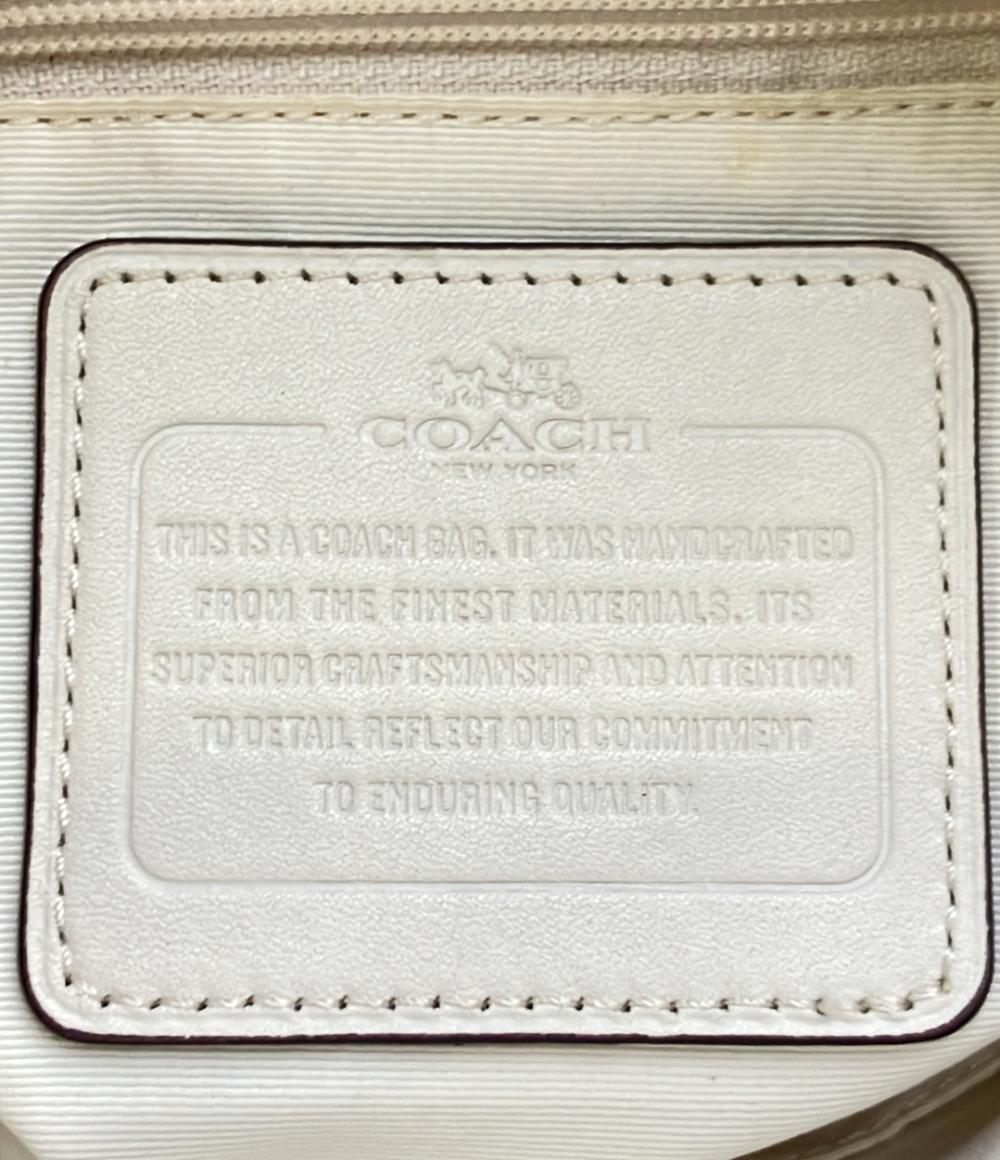 COACH
NEW YORK
THIS IS A COACH BAG. IT WAS HANDCRAFTED
FROM THE FINEST MATERIALS. ITS
SUPERIOR CRAFTSMANSHIP AND ATTENTION
TO DETAIL REFLECT OUR COMMITMENT
TO ENDURING QUALITY.